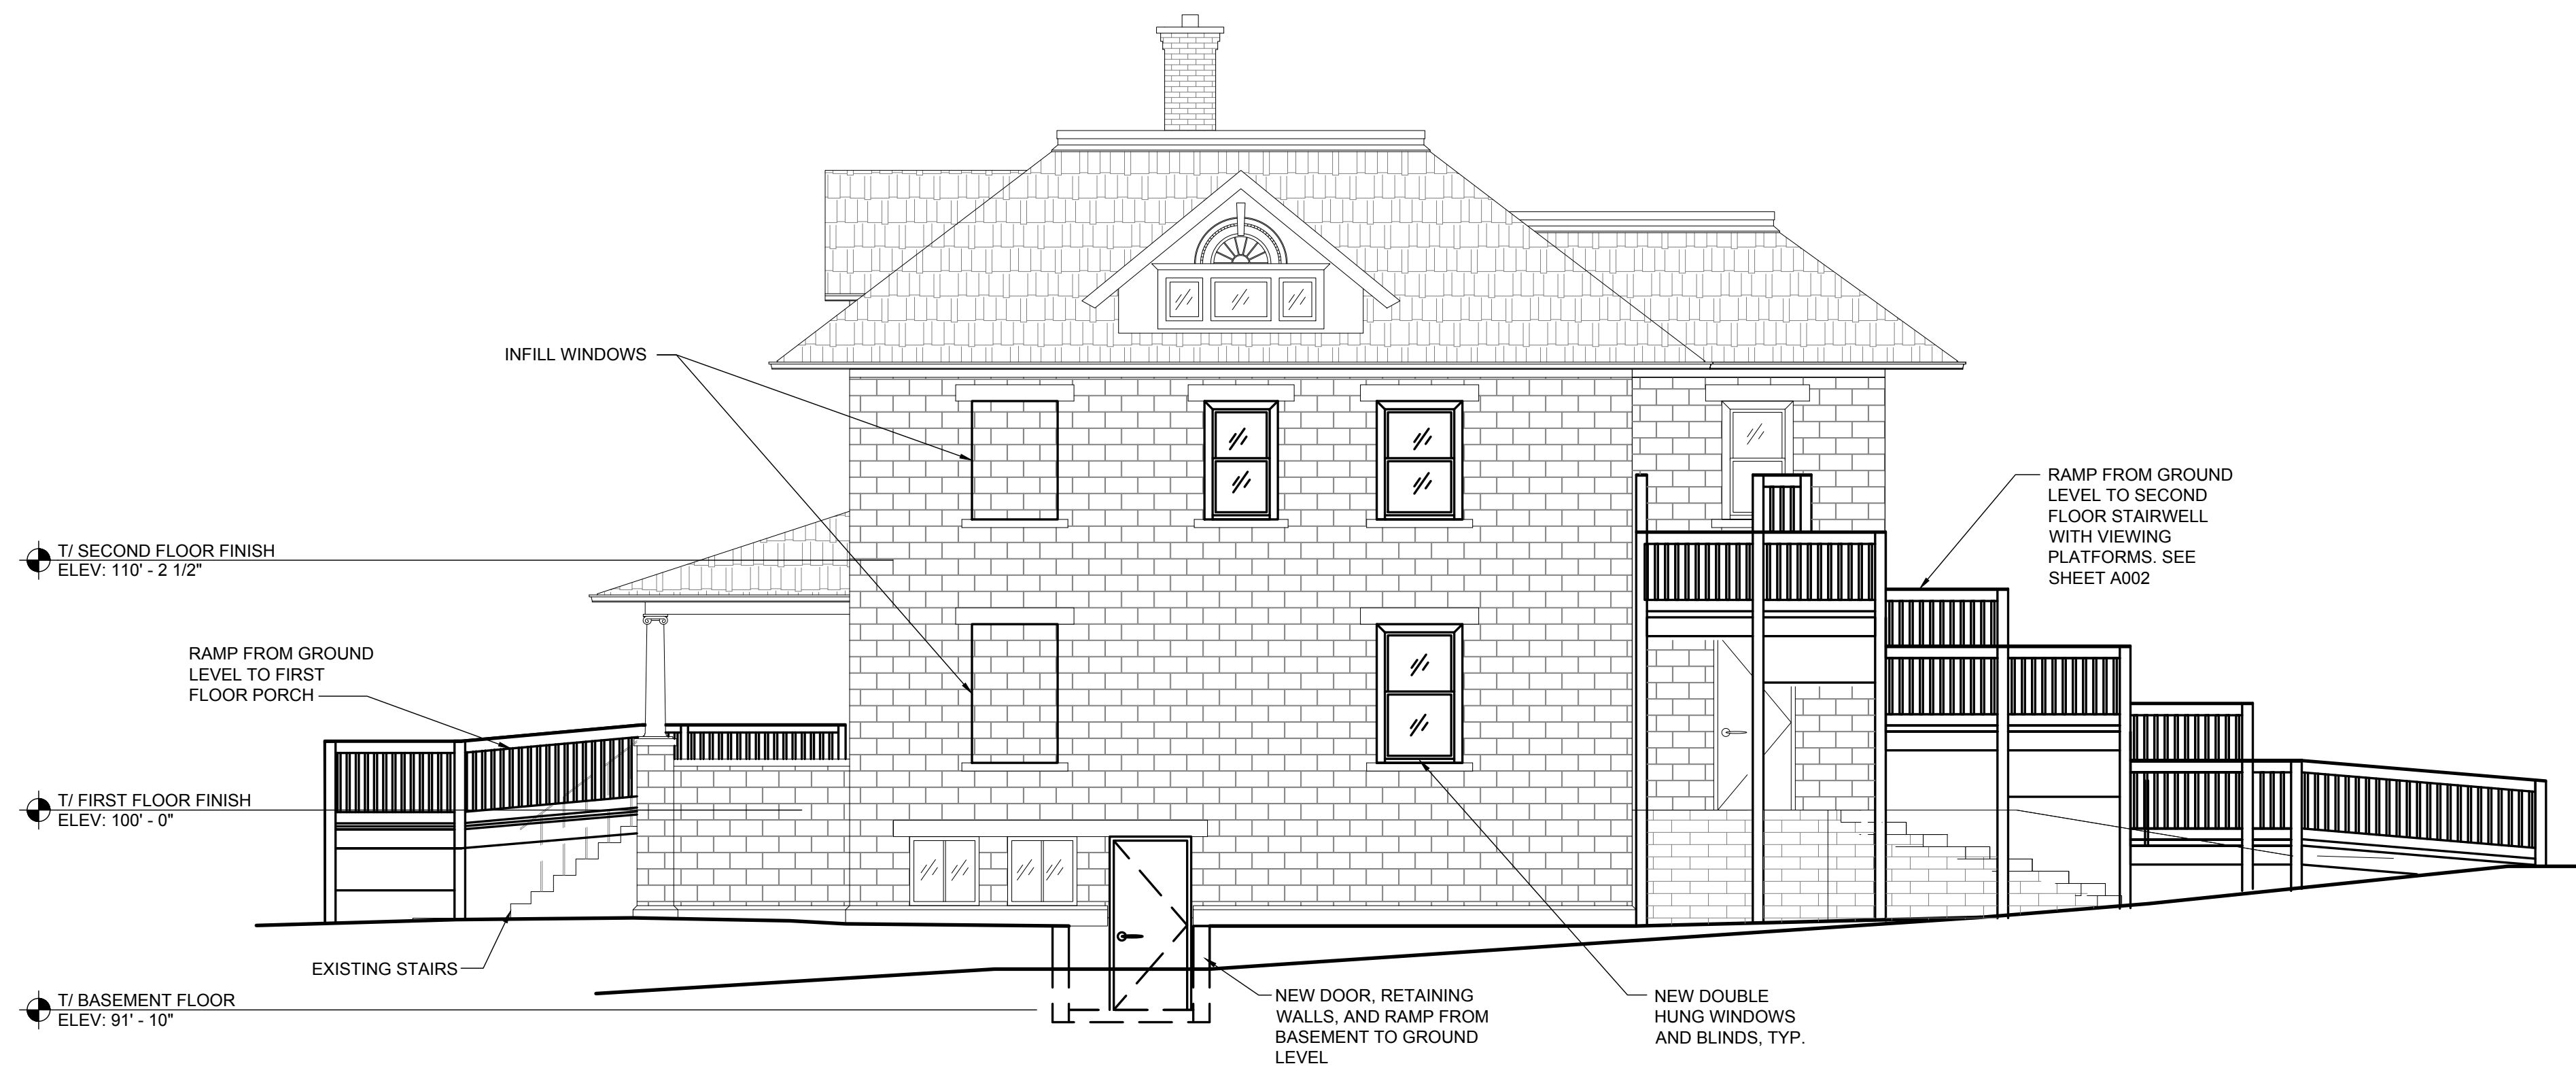 INFILL WINDOWS
RAMP FROM GROUND
LEVEL TO SECOND
FLOOR STAIRWELL
WITH VIEWING
PLATFORMS. SEE
SHEET A002
T/ SECOND FLOOR FINISH
ELEV: 110' - 2 1/2"
RAMP FROM GROUND
LEVEL TO FIRST
FLOOR PORCH
T/ FIRST FLOOR FINISH
ELEV: 100' - 0"
EXISTING STAIRS
T/ BASEMENT FLOOR
ELEV: 91' - 10"
NEW DOOR, RETAINING
WALLS, AND RAMP FROM
BASEMENT TO GROUND
LEVEL
NEW DOUBLE
HUNG WINDOWS
AND BLINDS, TYP.